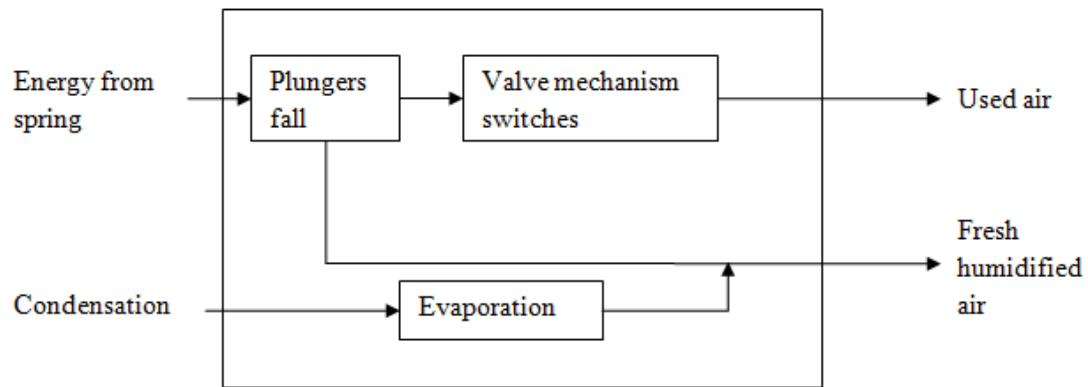 Energy from
spring
Plungers
fall
Valve mechanism
switches
Used air
Fresh
humidified
air
Condensation
Evaporation